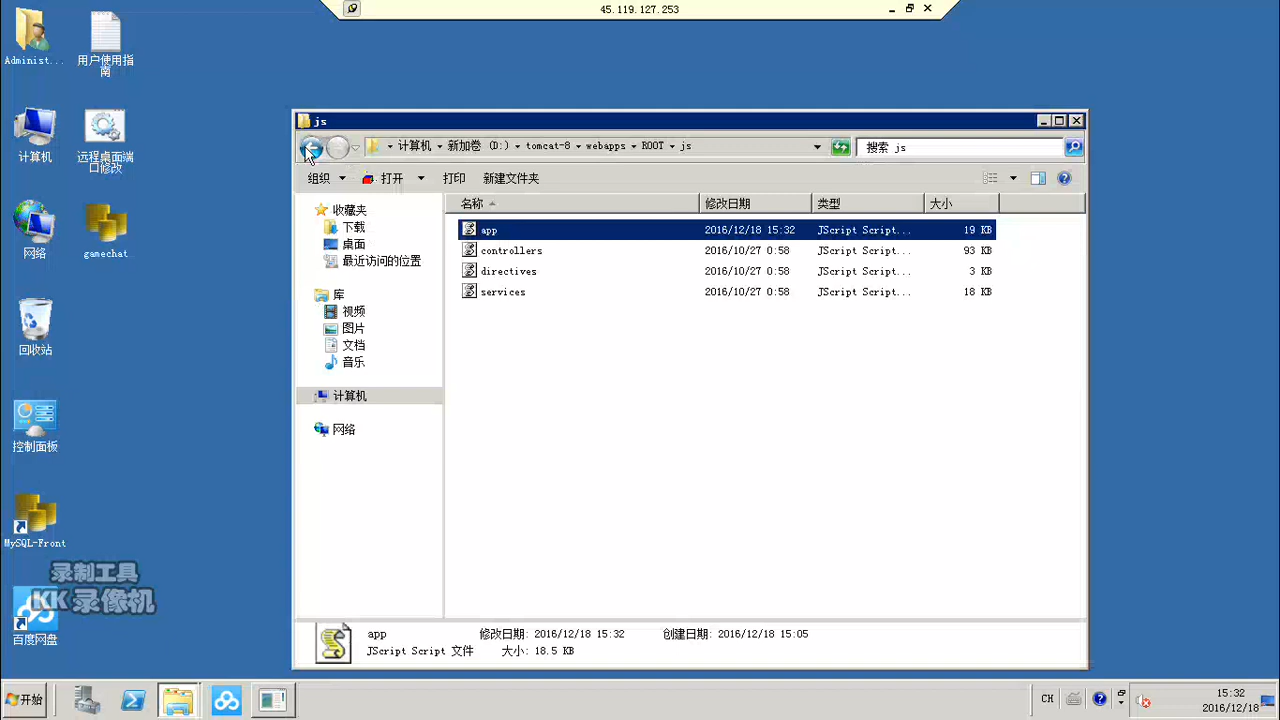 45.119.127.253
Administ...
用户使用指南
计算机
远程桌面端口修改
网络
gamechat
回收站
控制面板
MySQL-Front
录制工具
KK 录像机
百度网盘
js
计算机 新加卷 (D:) tomcat-8 webapps ROOT js
搜索 js
组织 打开 打印 新建文件夹
收藏夹
下载
桌面
最近访问的位置
库
视频
图片
文档
音乐
计算机
网络
名称 修改日期 类型 大小
app 2016/12/18 15:32 JScript Script... 19 KB
controllers 2016/10/27 0:58 JScript Script... 93 KB
directives 2016/10/27 0:58 JScript Script... 3 KB
services 2016/10/27 0:58 JScript Script... 18 KB
app 修改日期: 2016/12/18 15:32 创建日期: 2016/12/18 15:05
JScript Script 文件 大小: 18.5 KB
开始
CH
15:32
2016/12/18